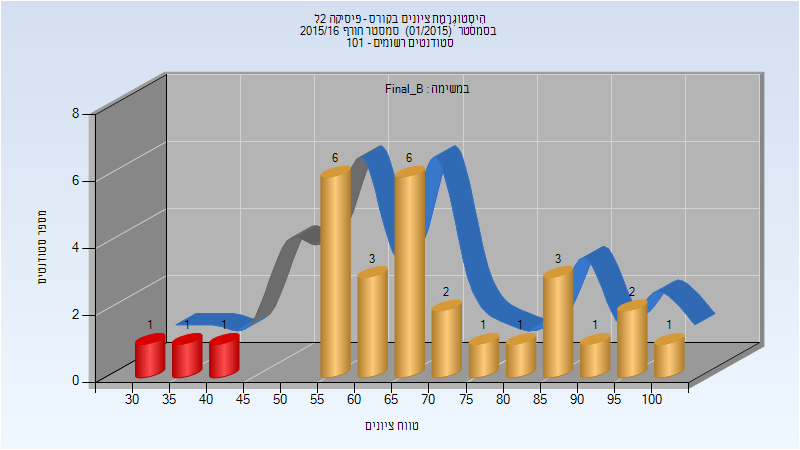 היסטוגרמת ציונים בקורס - פיסיקה 2ל
בסמסטר (01/2015) סמסטר חורף 2015/16
סטודנטים רשומים - 101
במשימה : Final_B
מספר סטודנטים
8
6
4
2
0
1 1 1 6 3 6 2 1 1 3 1 2 1
30 35 40 45 50 55 60 65 70 75 80 85 90 95 100
טווח ציונים